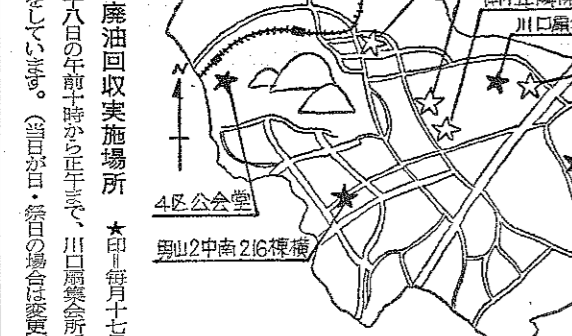 廃油回収実施場所
★印=毎月十七
十八日の午前十時から正午まで、川口扇集会所
をしています。(当日が日・祭日の場合は変更
N
川口扇
4区公会堂
男山2中南216棟横